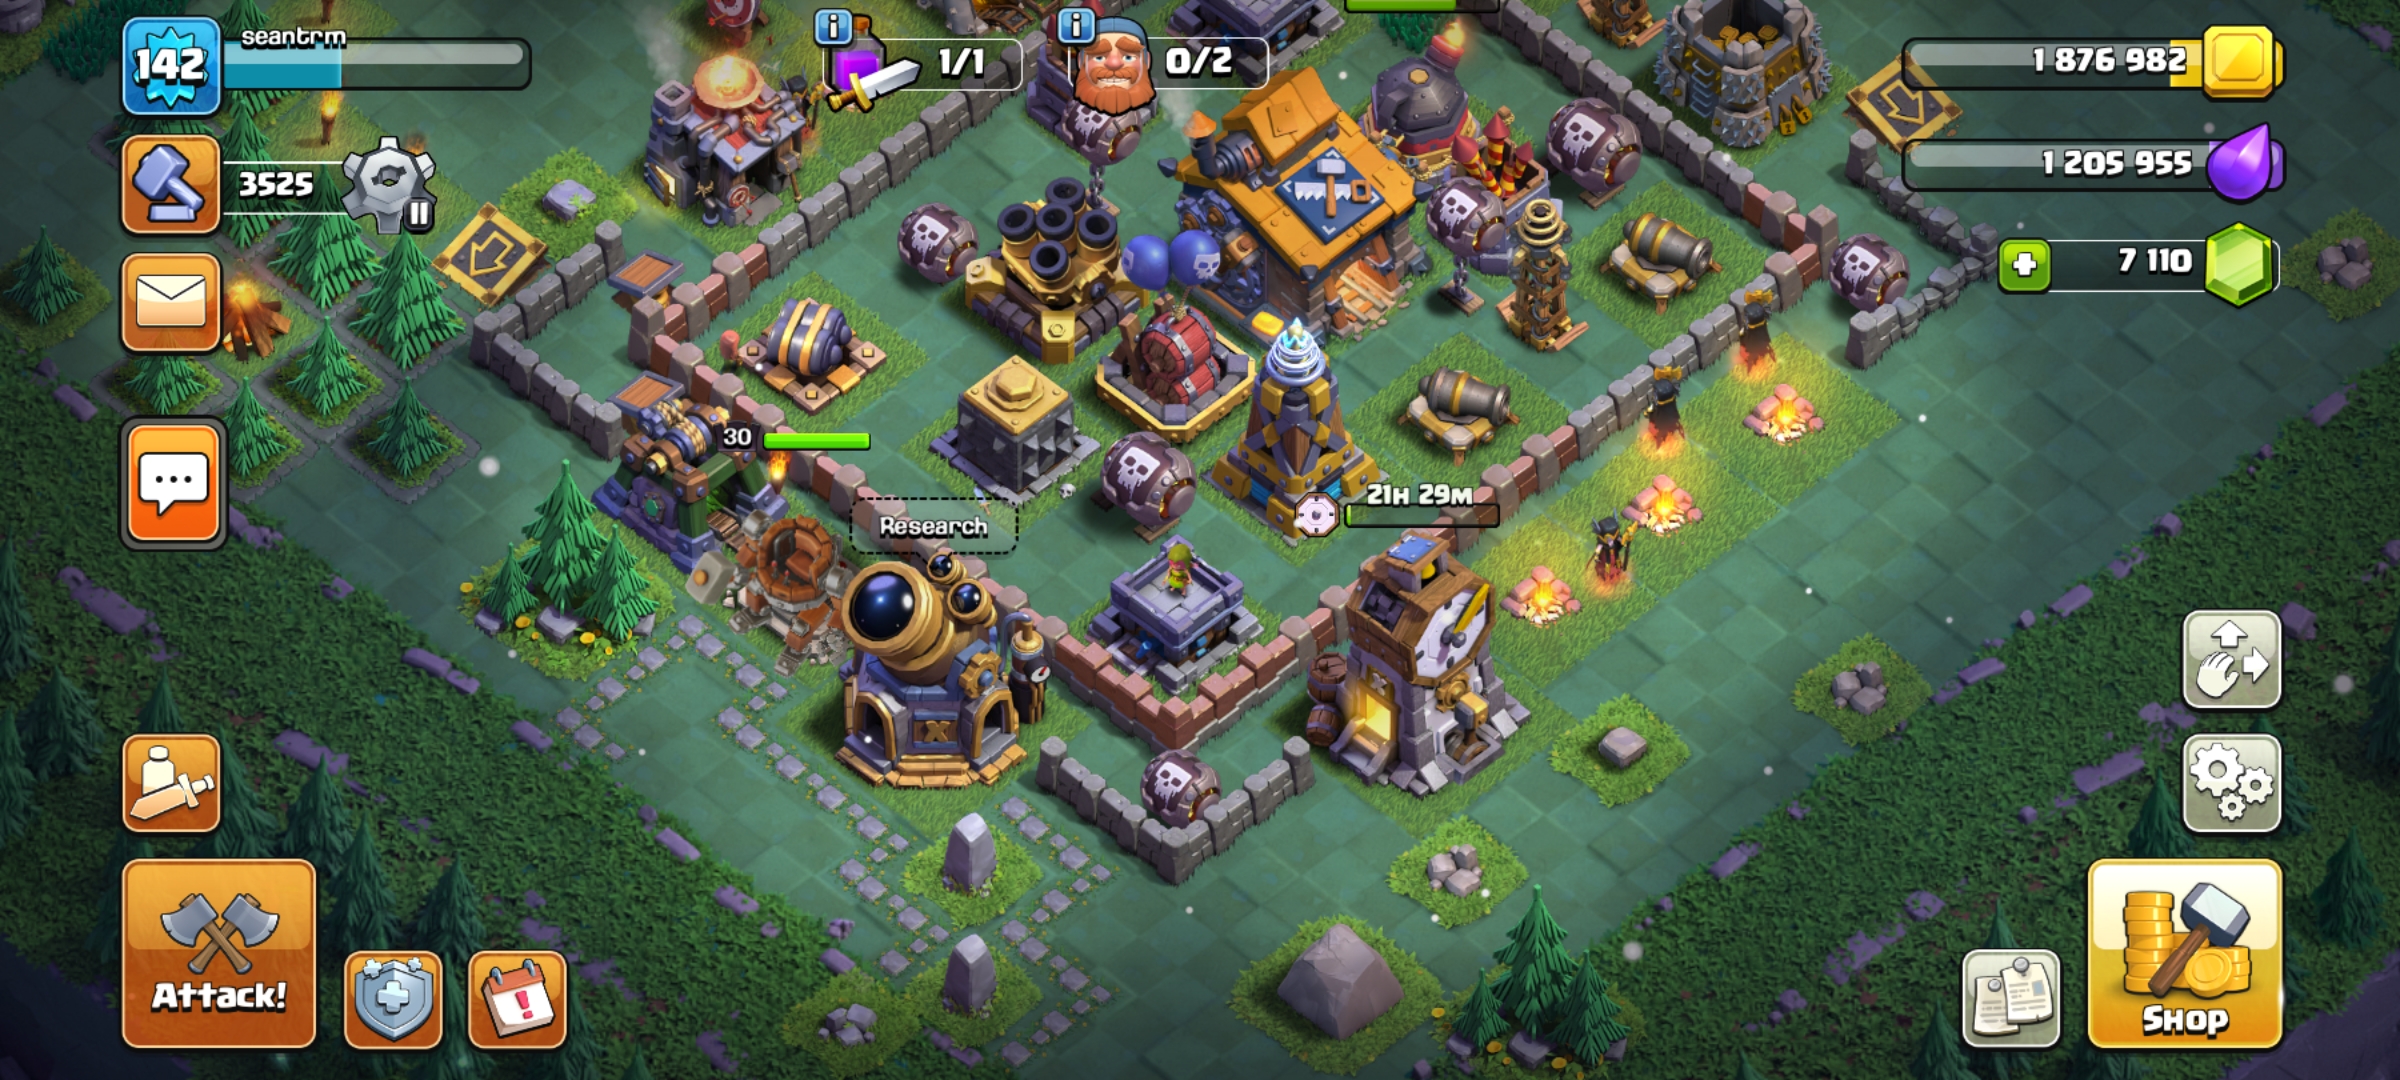 142
seantrm
i
1/1
i
0/2
1 876 982
3525
1 205 955
7 110
30
Research
21H 29M
Attack!
Shop